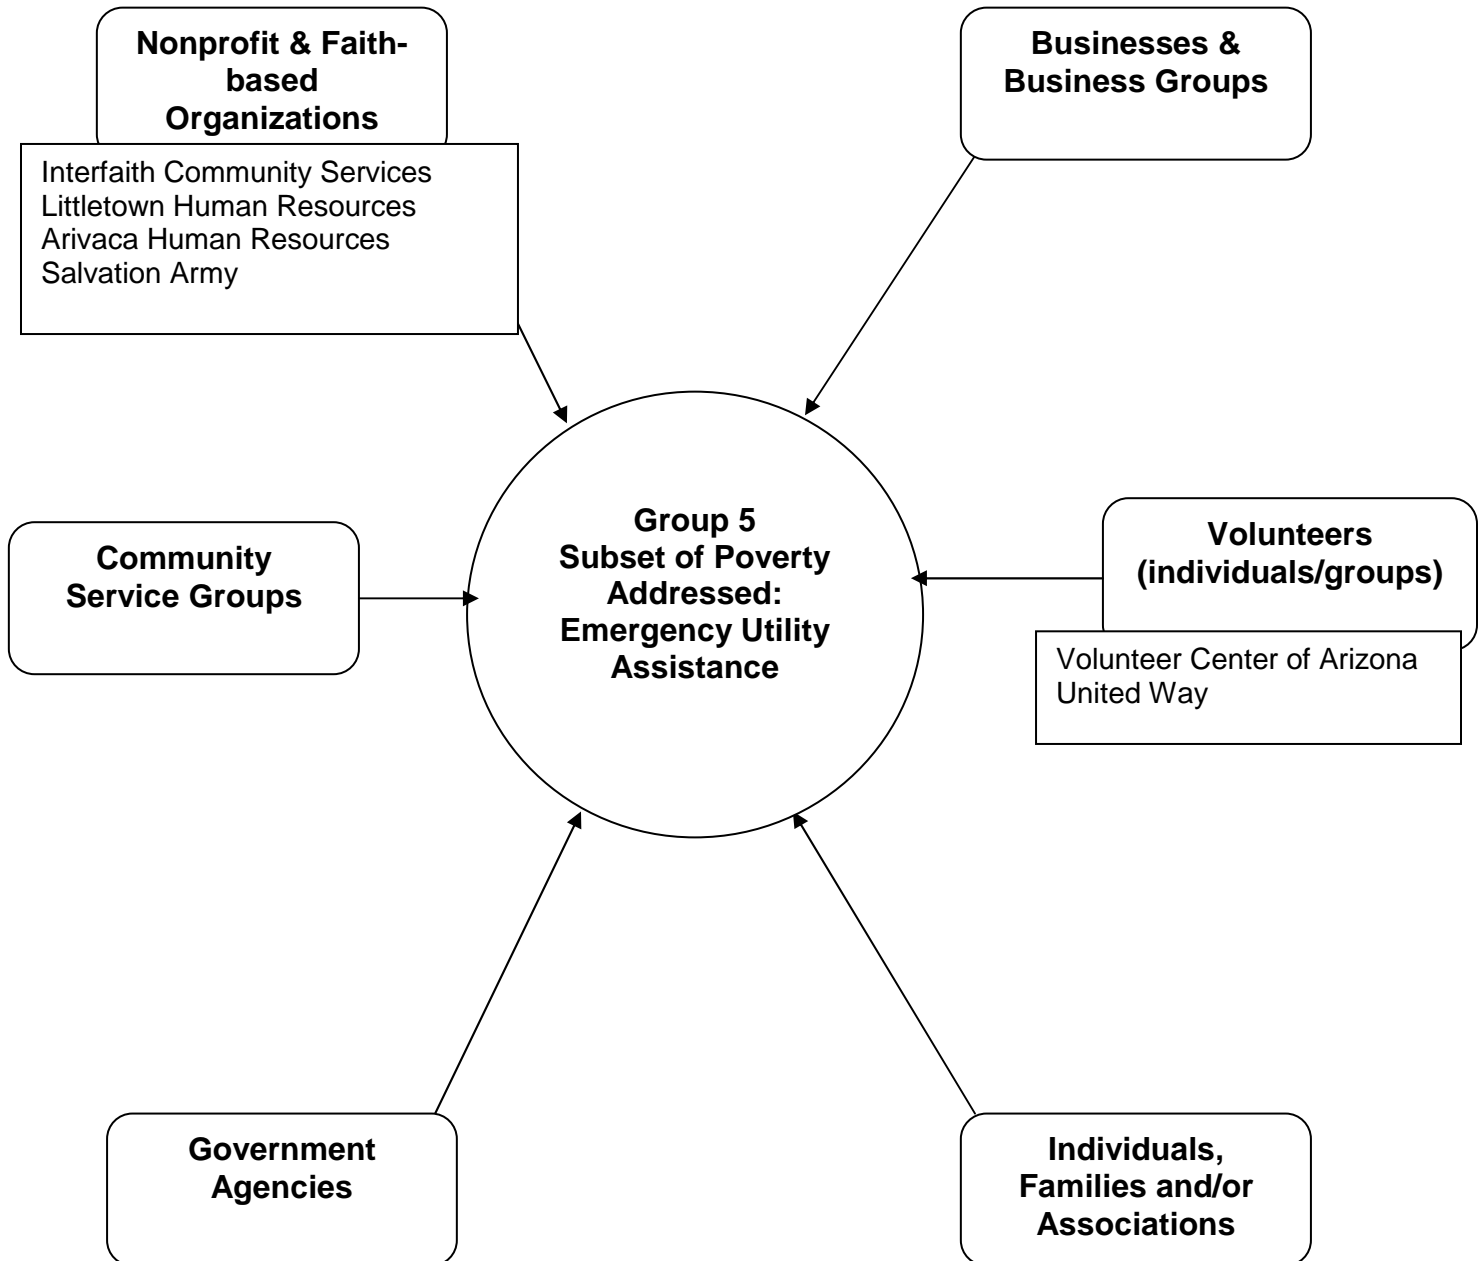 Nonprofit & Faith-
based
Organizations
Interfaith Community Services
Littletown Human Resources
Arivaca Human Resources
Salvation Army
Businesses &
Business Groups
Community
Service Groups
Group 5
Subset of Poverty
Addressed:
Emergency Utility
Assistance
Volunteers
(individuals/groups)
Volunteer Center of Arizona
United Way
Government
Agencies
Individuals,
Families and/or
Associations